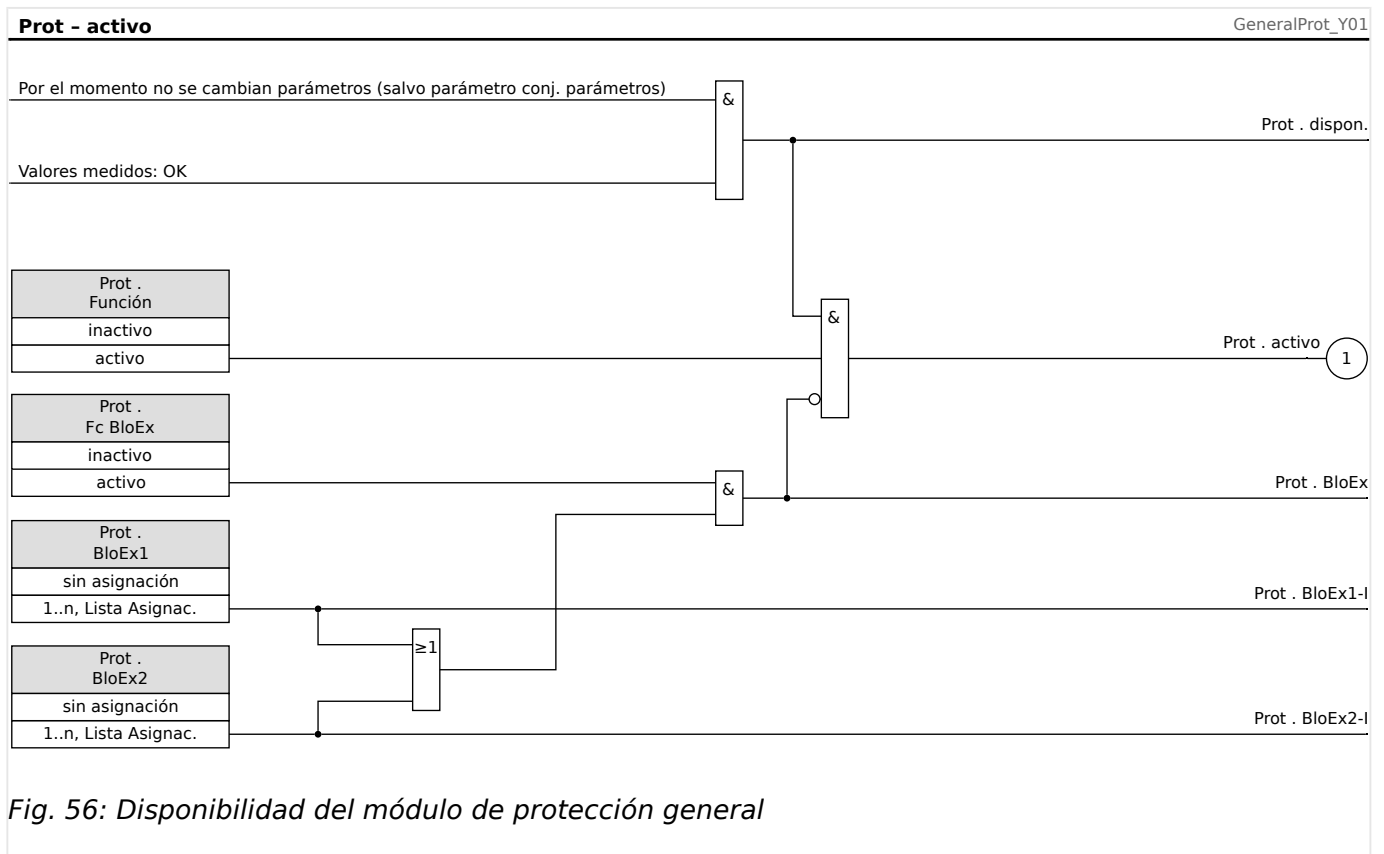 Prot – activo
GeneralProt_Y01
Por el momento no se cambian parámetros (salvo parámetro conj. parámetros)
&
Prot . dispon.
Valores medidos: OK
Prot .
Función
inactivo
activo
&
Prot . activo
1
Prot .
Fc BloEx
inactivo
activo
&
Prot . BloEx
Prot .
BloEx1
sin asignación
1..n, Lista Asignac.
Prot . BloEx1-I
≥1
Prot .
BloEx2
sin asignación
1..n, Lista Asignac.
Prot . BloEx2-I
Fig. 56: Disponibilidad del módulo de protección general